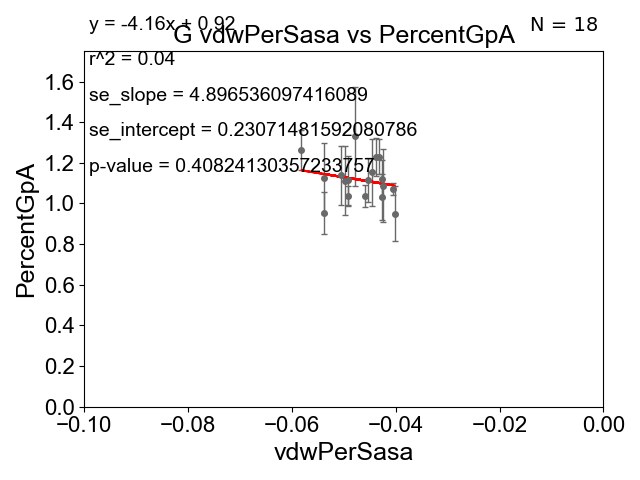 y = -4.16x + 0.92
G vdwPerSasa vs PercentGpA
N = 18
r^2 = 0.04
se_slope = 4.896536097416089
se_intercept = 0.23071481592080786
p-value = 0.40824130357233757
PercentGpA
1.6
1.4
1.2
1.0
0.8
0.6
0.4
0.2
0.0
−0.10
−0.08
−0.06
−0.04
−0.02
0.00
vdwPerSasa